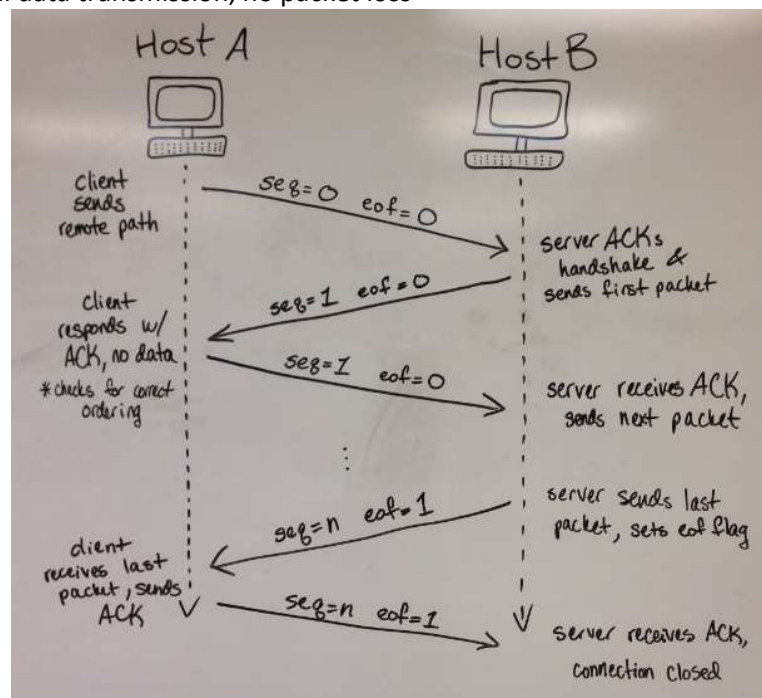 data transmission, no packet loss
Host A
Host B
client
sends
remote path
seq=0 eof=0
server ACKs
handshake &
sends first packet
seq=1 eof=0
client
responds w/
ACK, no data
*checks for correct
ordering
seq=1 eof=0
server receives ACK,
sends next packet
server sends last
packet, sets eof flag
seq=n eof=1
client
receives last
packet, sends
ACK
seq=n eof=1
server receives ACK,
connection closed